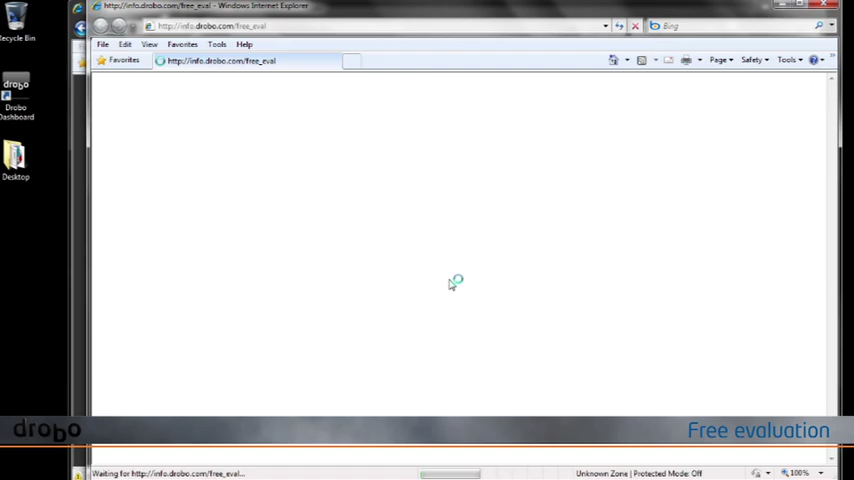 http://info.drobo.com/free_eval - Windows Internet Explorer
http://info.drobo.com/free_eval
Bing
File Edit View Favorites Tools Help
Favorites http://info.drobo.com/free_eval
Page Safety Tools
Recycle Bin
drobo
Drobo
Dashboard
Desktop
drobo
Free evaluation
Waiting for http://info.drobo.com/free_eval...
Unknown Zone | Protected Mode: Off
100%